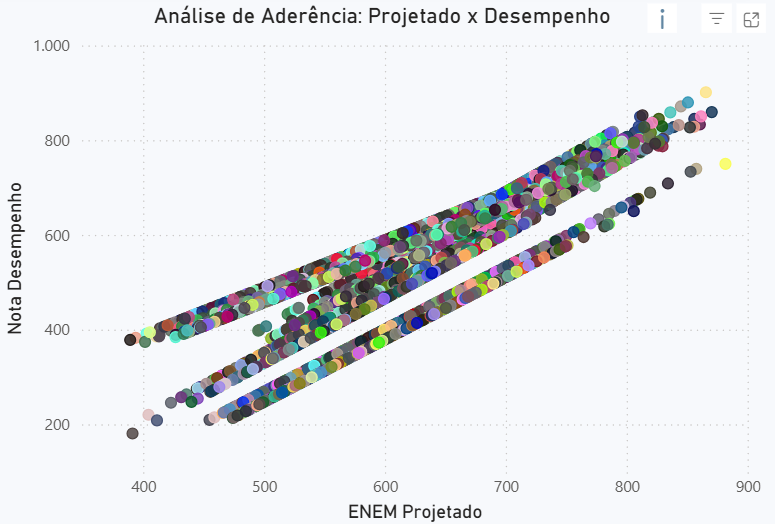 Análise de Aderência: Projetado x Desempenho
i
1.000
800
600
400
200
Nota Desempenho
400 500 600 700 800 900
ENEM Projetado